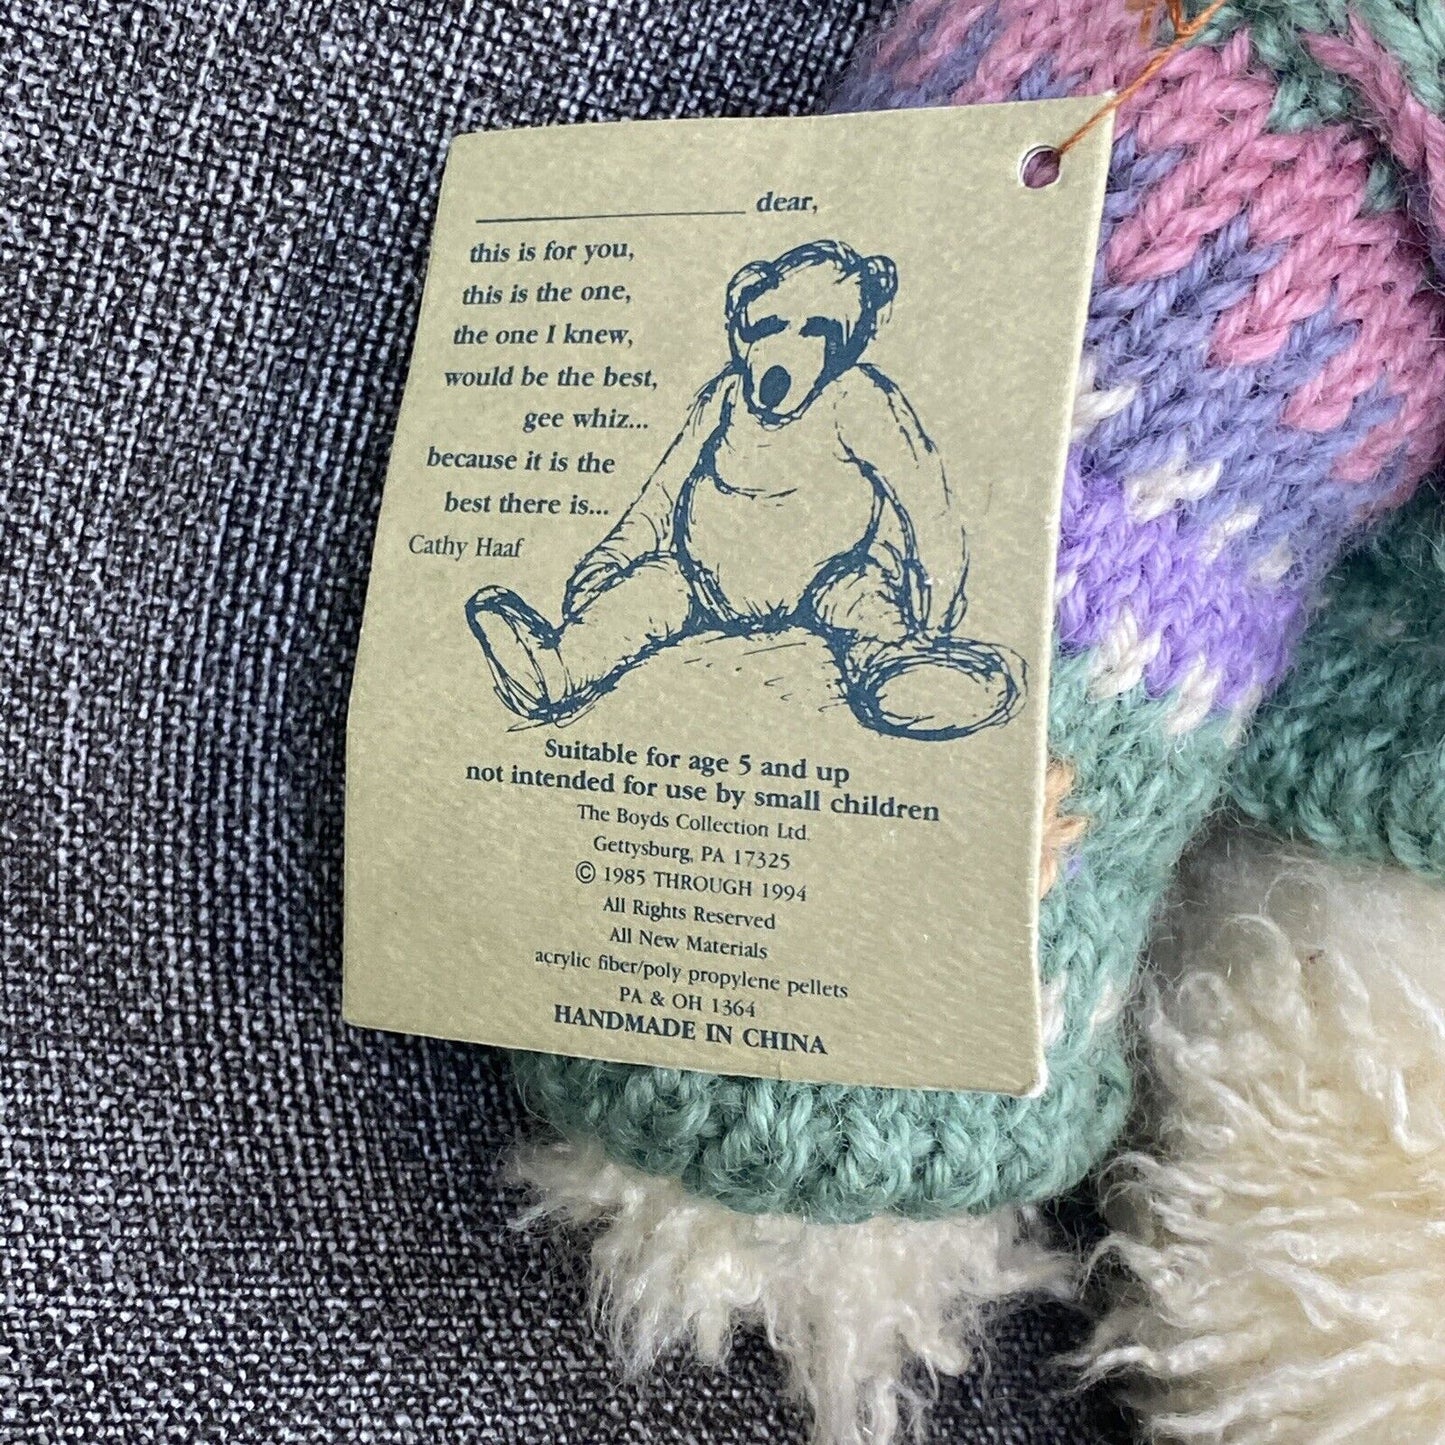 dear,
this is for you,
this is the one,
the one I knew,
would be the best,
gee whiz...
because it is the
best there is...
Cathy Haaf
Suitable for age 5 and up
not intended for use by small children
The Boyds Collection Ltd.
Gettysburg, PA 17325
© 1985 THROUGH 1994
All Rights Reserved
All New Materials
acrylic fiber/poly propylene pellets
PA & OH 1364
HANDMADE IN CHINA